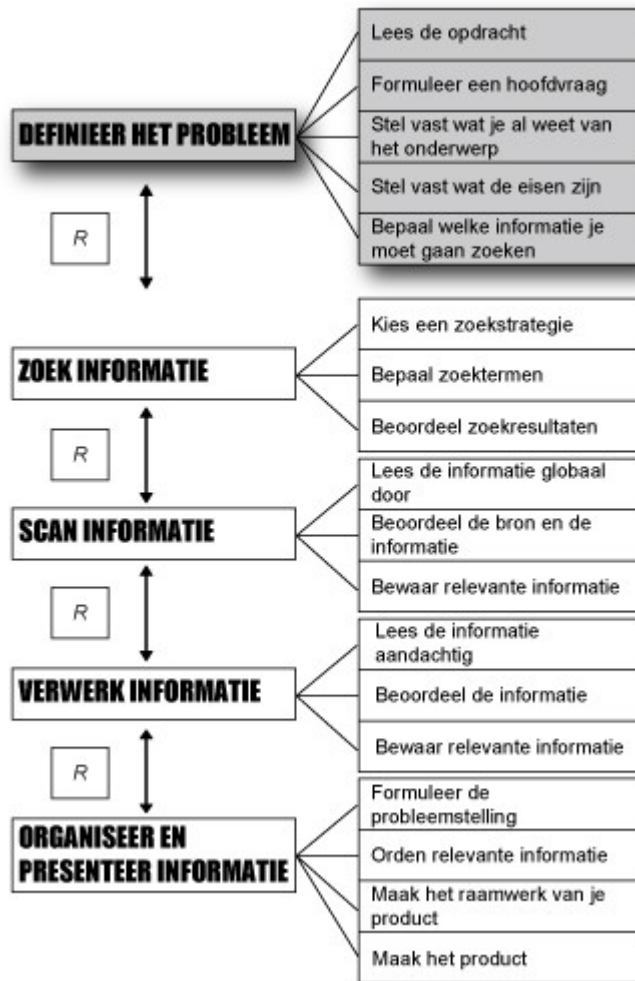 DEFINIEER HET PROBLEEM
Lees de opdracht
Formuleer een hoofdvraag
Stel vast wat je al weet van
het onderwerp
Stel vast wat de eisen zijn
Bepaal welke informatie je
moet gaan zoeken
R
ZOEK INFORMATIE
Kies een zoekstrategie
Bepaal zoektermen
Beoordeel zoekresultaten
R
SCAN INFORMATIE
Lees de informatie globaal
door
Beoordeel de bron en de
informatie
Bewaar relevante informatie
R
VERWERK INFORMATIE
Lees de informatie
aandachtig
Beoordeel de informatie
Bewaar relevante informatie
R
ORGANISEER EN
PRESENTEER INFORMATIE
Formuleer de
probleemstelling
Orden relevante informatie
Maak het raamwerk van je
product
Maak het product